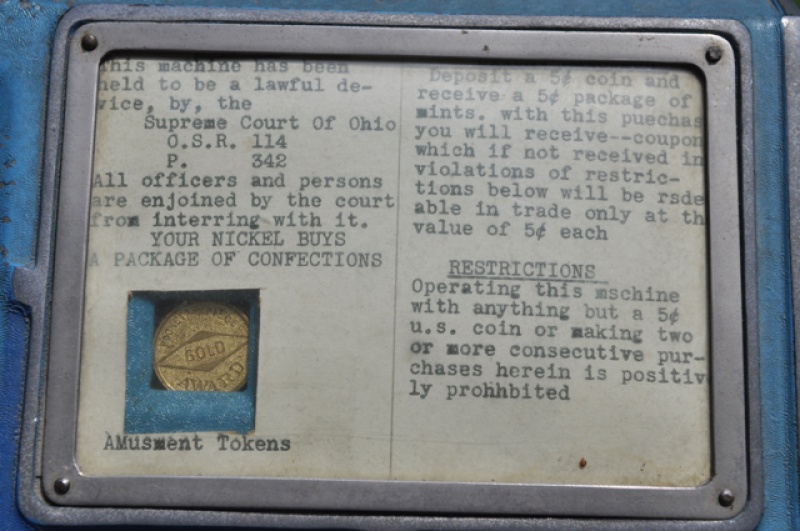 This machine has been
held to be a lawful de-
vice, by, the
Supreme Court Of Ohio
O.S.R. 114
P. 342
All officers and persons
are enjoined by the court
from interring with it.
YOUR NICKEL BUYS
A PACKAGE OF CONFECTIONS
GOLD
AWARD
AMusment Tokens
Deposit a 5¢ coin and
receive a 5¢ package of
mints. with this puechas
you will receive--coupon
which if not received in
violations of restric-
tions below will be rsde
able in trade only at th
value of 5¢ each
RESTRICTIONS
Operating this mschine
with anything but a 5¢
u.s. coin or making two
or more consecutive pur-
chases herein is positiv
ly prohhbited